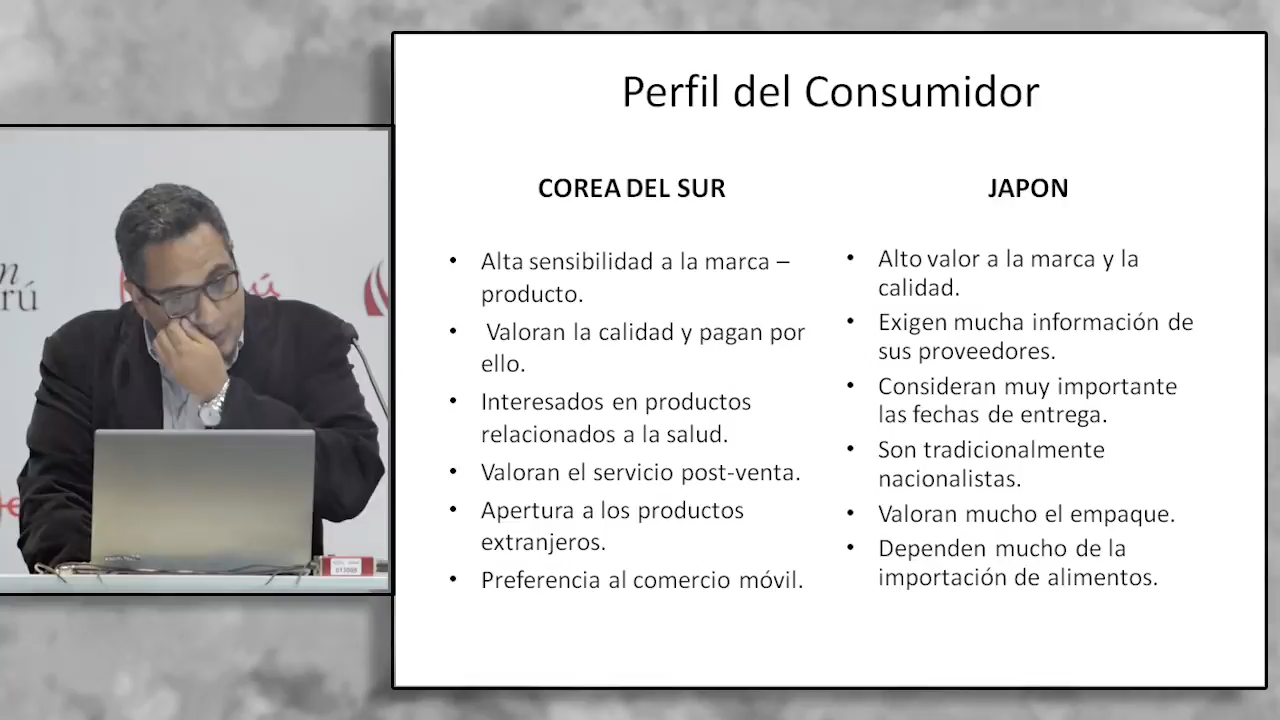 Perfil del Consumidor
COREA DEL SUR
• Alta sensibilidad a la marca –
producto.
• Valoran la calidad y pagan por
ello.
• Interesados en productos
relacionados a la salud.
• Valoran el servicio post-venta.
• Apertura a los productos
extranjeros.
• Preferencia al comercio móvil.
JAPON
• Alto valor a la marca y la
calidad.
• Exigen mucha información de
sus proveedores.
• Consideran muy importante
las fechas de entrega.
• Son tradicionalmente
nacionalistas.
• Valoran mucho el empaque.
• Dependen mucho de la
importación de alimentos.
rú
ú